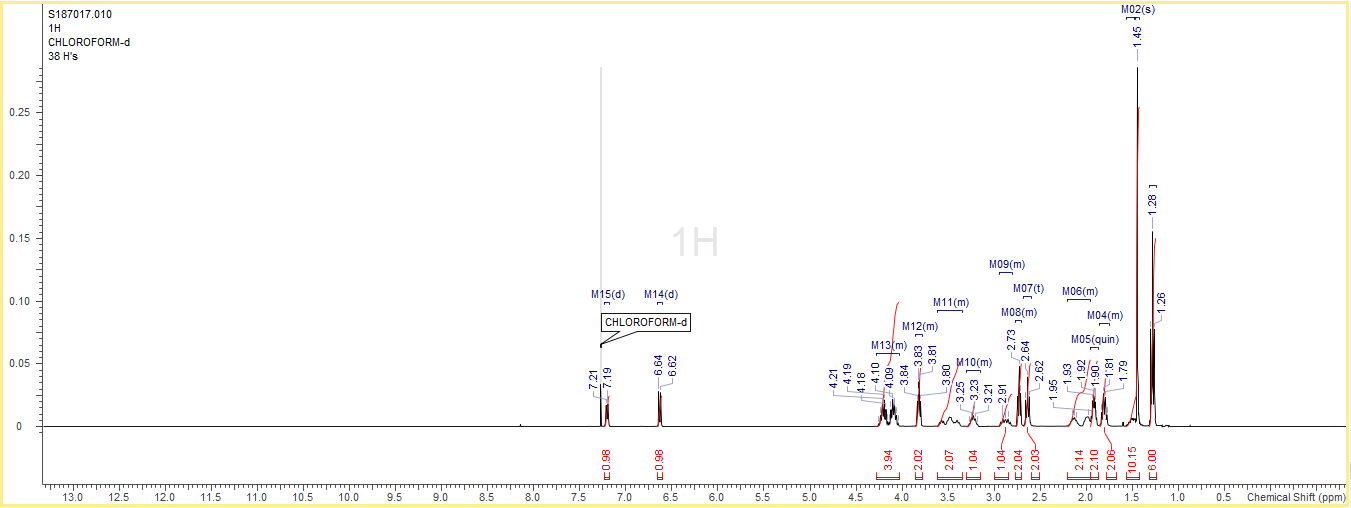 S187017.010
1H
CHLOROFORM-d
38 H's
M02(s)
1.45
1.28
1.26
M09(m)
M15(d)
M14(d)
M11(m)
M07(t)
M06(m)
M08(m)
M04(m)
M12(m)
M05(quin)
M13(m)
M10(m)
CHLOROFORM-d
7.21
7.19
6.64
6.62
4.21
4.19
4.18
4.10
4.09
3.84
3.83
3.81
3.80
3.25
3.23
3.21
2.91
2.73
2.64
2.62
1.95
1.93
1.92
1.90
1.81
1.79
1H
0.25
0.20
0.15
0.10
0.05
0
0.98
0.98
3.94
2.02
2.07
1.04
1.04
2.04
2.03
2.14
2.10
2.06
10.15
6.00
13.0 12.5 12.0 11.5 11.0 10.5 10.0 9.5 9.0 8.5 8.0 7.5 7.0 6.5 6.0 5.5 5.0 4.5 4.0 3.5 3.0 2.5 2.0 1.5 1.0 0.5 Chemical Shift (ppm)